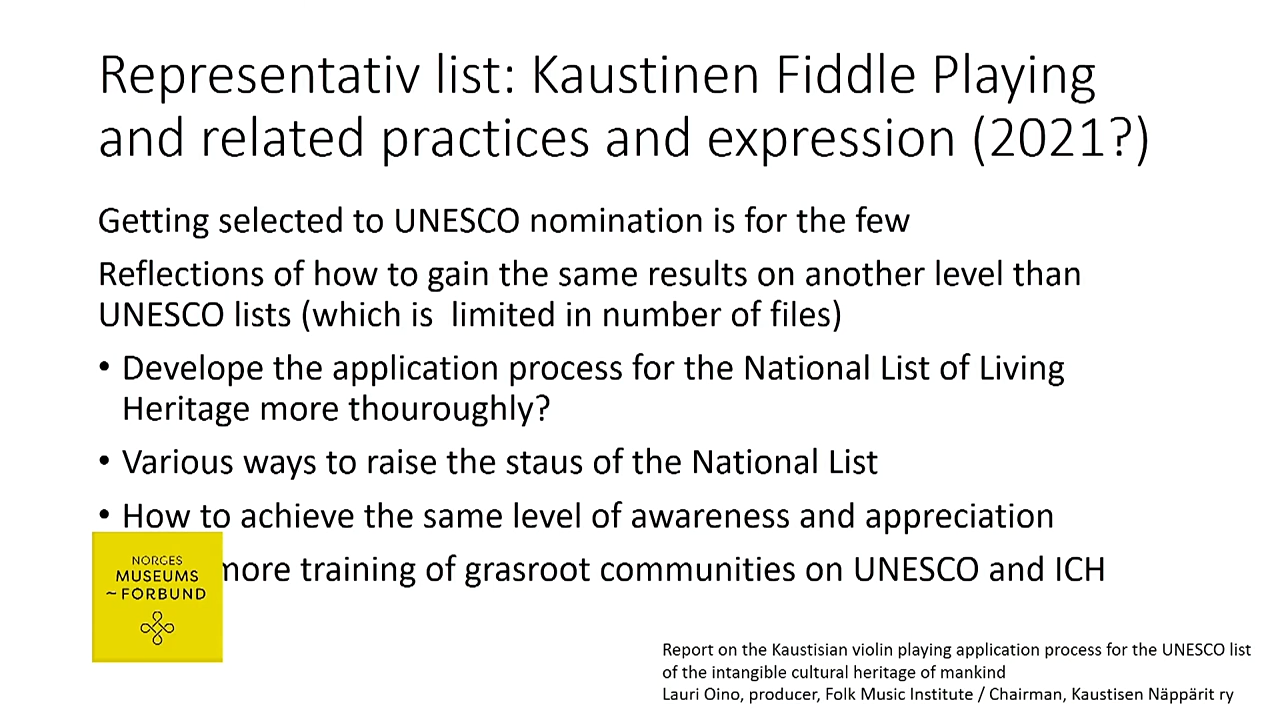 Representativ list: Kaustinen Fiddle Playing
and related practices and expression (2021?)
Getting selected to UNESCO nomination is for the few
Reflections of how to gain the same results on another level than
UNESCO lists (which is  limited in number of files)
• Develope the application process for the National List of Living
Heritage more thouroughly?
• Various ways to raise the staus of the National List
• How to achieve the same level of awareness and appreciation
more training of grasroot communities on UNESCO and ICH
NORGES
MUSEUMS
~FORBUND
Report on the Kaustisian violin playing application process for the UNESCO list
of the intangible cultural heritage of mankind
Lauri Oino, producer, Folk Music Institute / Chairman, Kaustisen Näppärit ry